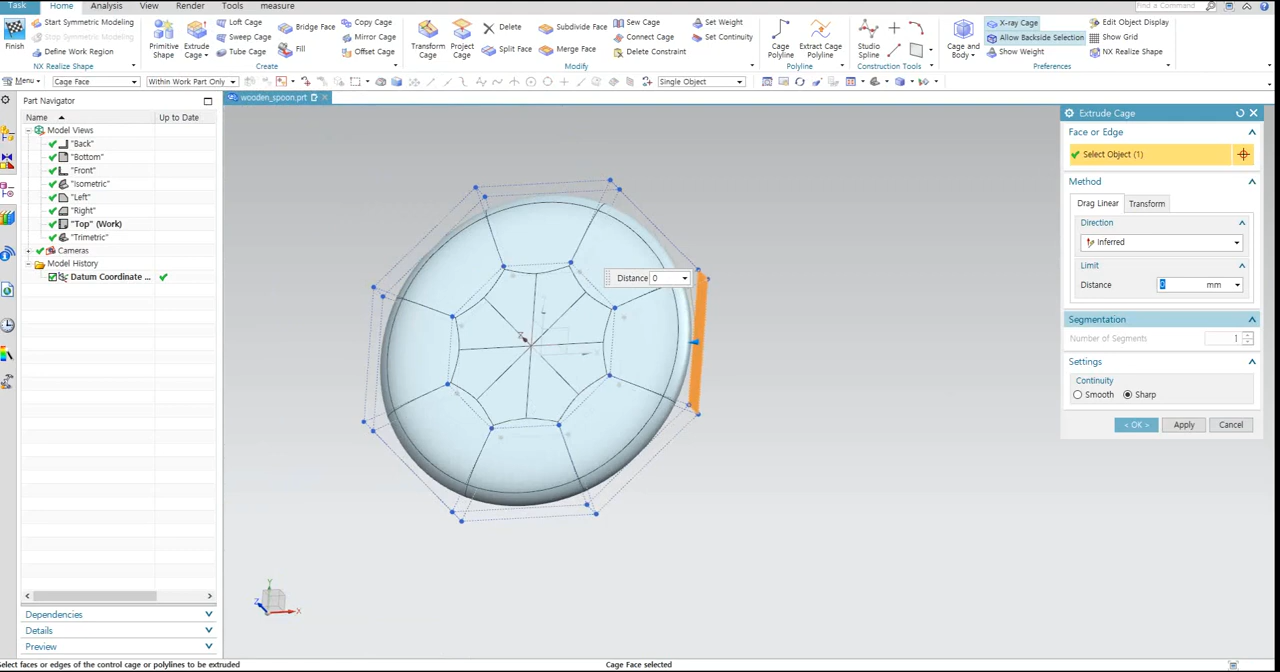 Task Home Analysis View Render Tools measure Find a Command
Finish
Start Symmetric Modeling
Stop Symmetric Modeling
Define Work Region
NX Realize Shape
Primitive Shape
Extrude Cage
Loft Cage
Sweep Cage
Tube Cage
Bridge Face
Fill
Copy Cage
Mirror Cage
Offset Cage
Create
Transform Cage
Project Cage
Delete
Split Face
Subdivide Face
Merge Face
Sew Cage
Connect Cage
Delete Constraint
Set Weight
Set Continuity
Modify
Cage Polyline
Extract Cage Polyline
Polyline
Studio Spline
Construction Tools
Cage and Body
X-ray Cage
Allow Backside Selection
Show Weight
Edit Object Display
Show Grid
NX Realize Shape
Preferences
Menu Cage Face Within Work Part Only Single Object
Part Navigator
wooden_spoon.prt
Name Up to Date
Model Views
"Back"
"Bottom"
"Front"
"Isometric"
"Left"
"Right"
"Top" (Work)
"Trimetric"
Cameras
Model History
Datum Coordinate ...
Dependencies
Details
Preview
Distance 0
Y
Z
X
Z
X
Extrude Cage
Face or Edge
Select Object (1)
Method
Drag Linear Transform
Direction
Inferred
Limit
Distance 0 mm
Segmentation
Number of Segments 1
Settings
Continuity
Smooth Sharp
< OK > Apply Cancel
Select faces or edges of the control cage or polylines to be extruded
Cage Face selected